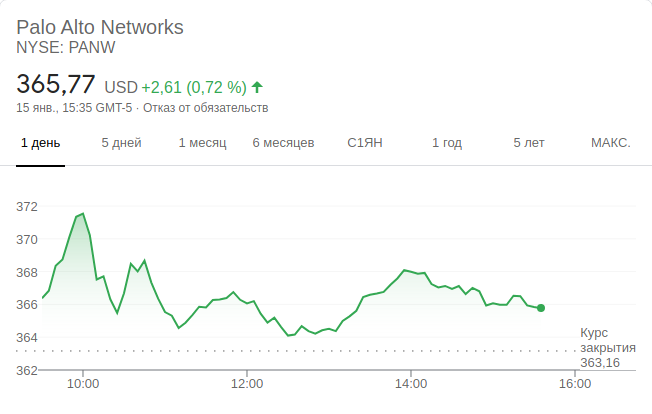 Palo Alto Networks
NYSE: PANW
365,77 USD +2,61 (0,72 %)
15 янв., 15:35 GMT-5 · Отказ от обязательств
1 день 5 дней 1 месяц 6 месяцев С1ЯН 1 год 5 лет МАКС.
372
370
368
366
364
362
Курс
закрытия
363,16
10:00 12:00 14:00 16:00